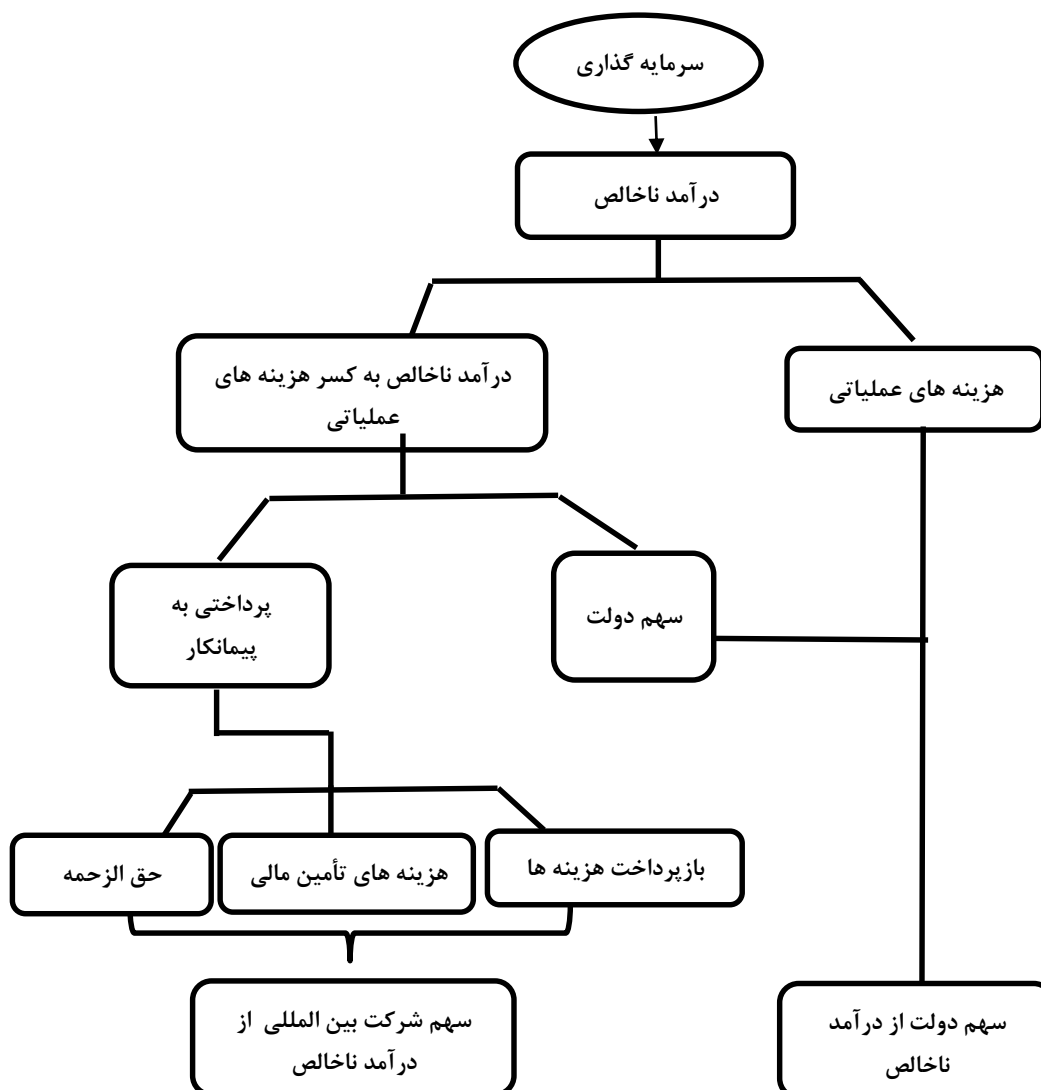 سرمایه گذاری
درآمد ناخالص
درآمد ناخالص به کسر هزینه های
عملیاتی
هزینه های عملیاتی
پرداختی به
پیمانکار
سهم دولت
بازپرداخت هزینه ها
هزینه های تأمین مالی
حق الزحمه
سهم شرکت بین المللی از
درآمد ناخالص
سهم دولت از درآمد
ناخالص